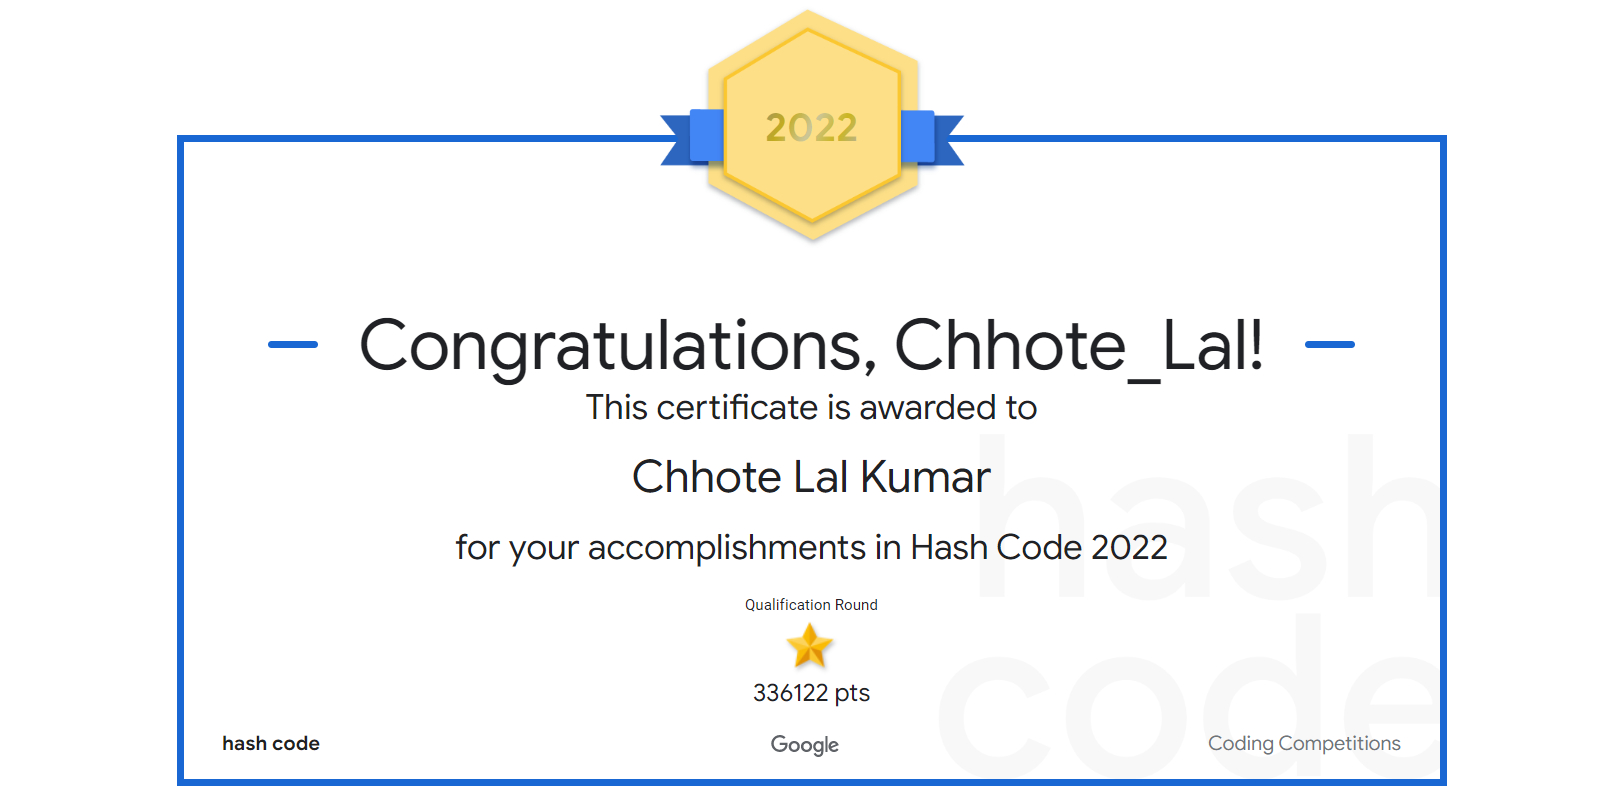 2022
Congratulations, Chhote_Lal!
This certificate is awarded to
Chhote Lal Kumar
for your accomplishments in Hash Code 2022
Qualification Round
336122 pts
hash code
Google
Coding Competitions
hash
code